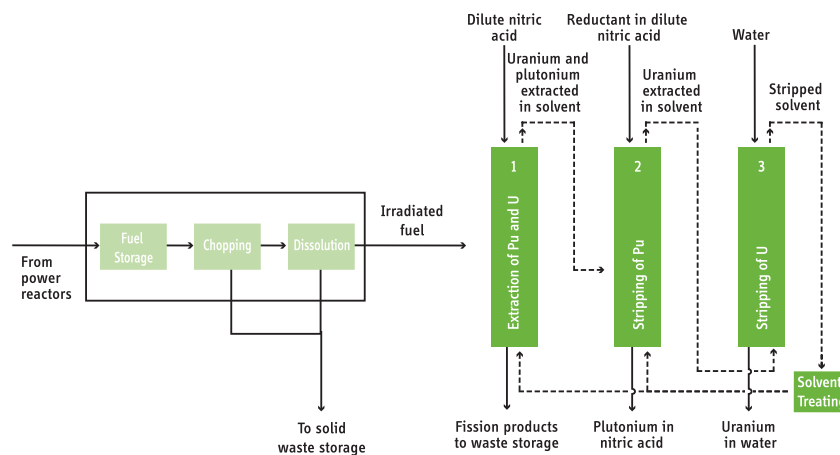 Dilute nitric
acid
Reductant in dilute
nitric acid
Water
Uranium and
plutonium
extracted
in solvent
Uranium
extracted
in solvent
Stripped
solvent
1
Extraction of Pu and U
2
Stripping of Pu
3
Stripping of U
Fuel
Storage
Chopping
Dissolution
Irradiated
fuel
From
power
reactors
Solvent
Treating
To solid
waste storage
Fission products
to waste storage
Plutonium in
nitric acid
Uranium
in water